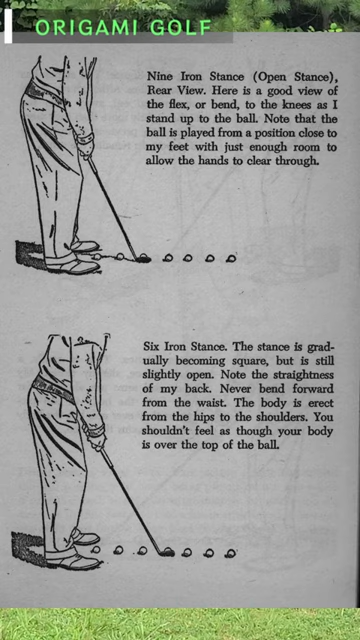 ORIGAMI GOLF
Nine Iron Stance (Open Stance),
Rear View. Here is a good view of
the flex, or bend, to the knees as I
stand up to the ball. Note that the
ball is played from a position close to
my feet with just enough room to
allow the hands to clear through.
Six Iron Stance. The stance is grad-
ually becoming square, but is still
slightly open. Note the straightness
of my back. Never bend forward
from the waist. The body is erect
from the hips to the shoulders. You
shouldn't feel as though your body
is over the top of the ball.